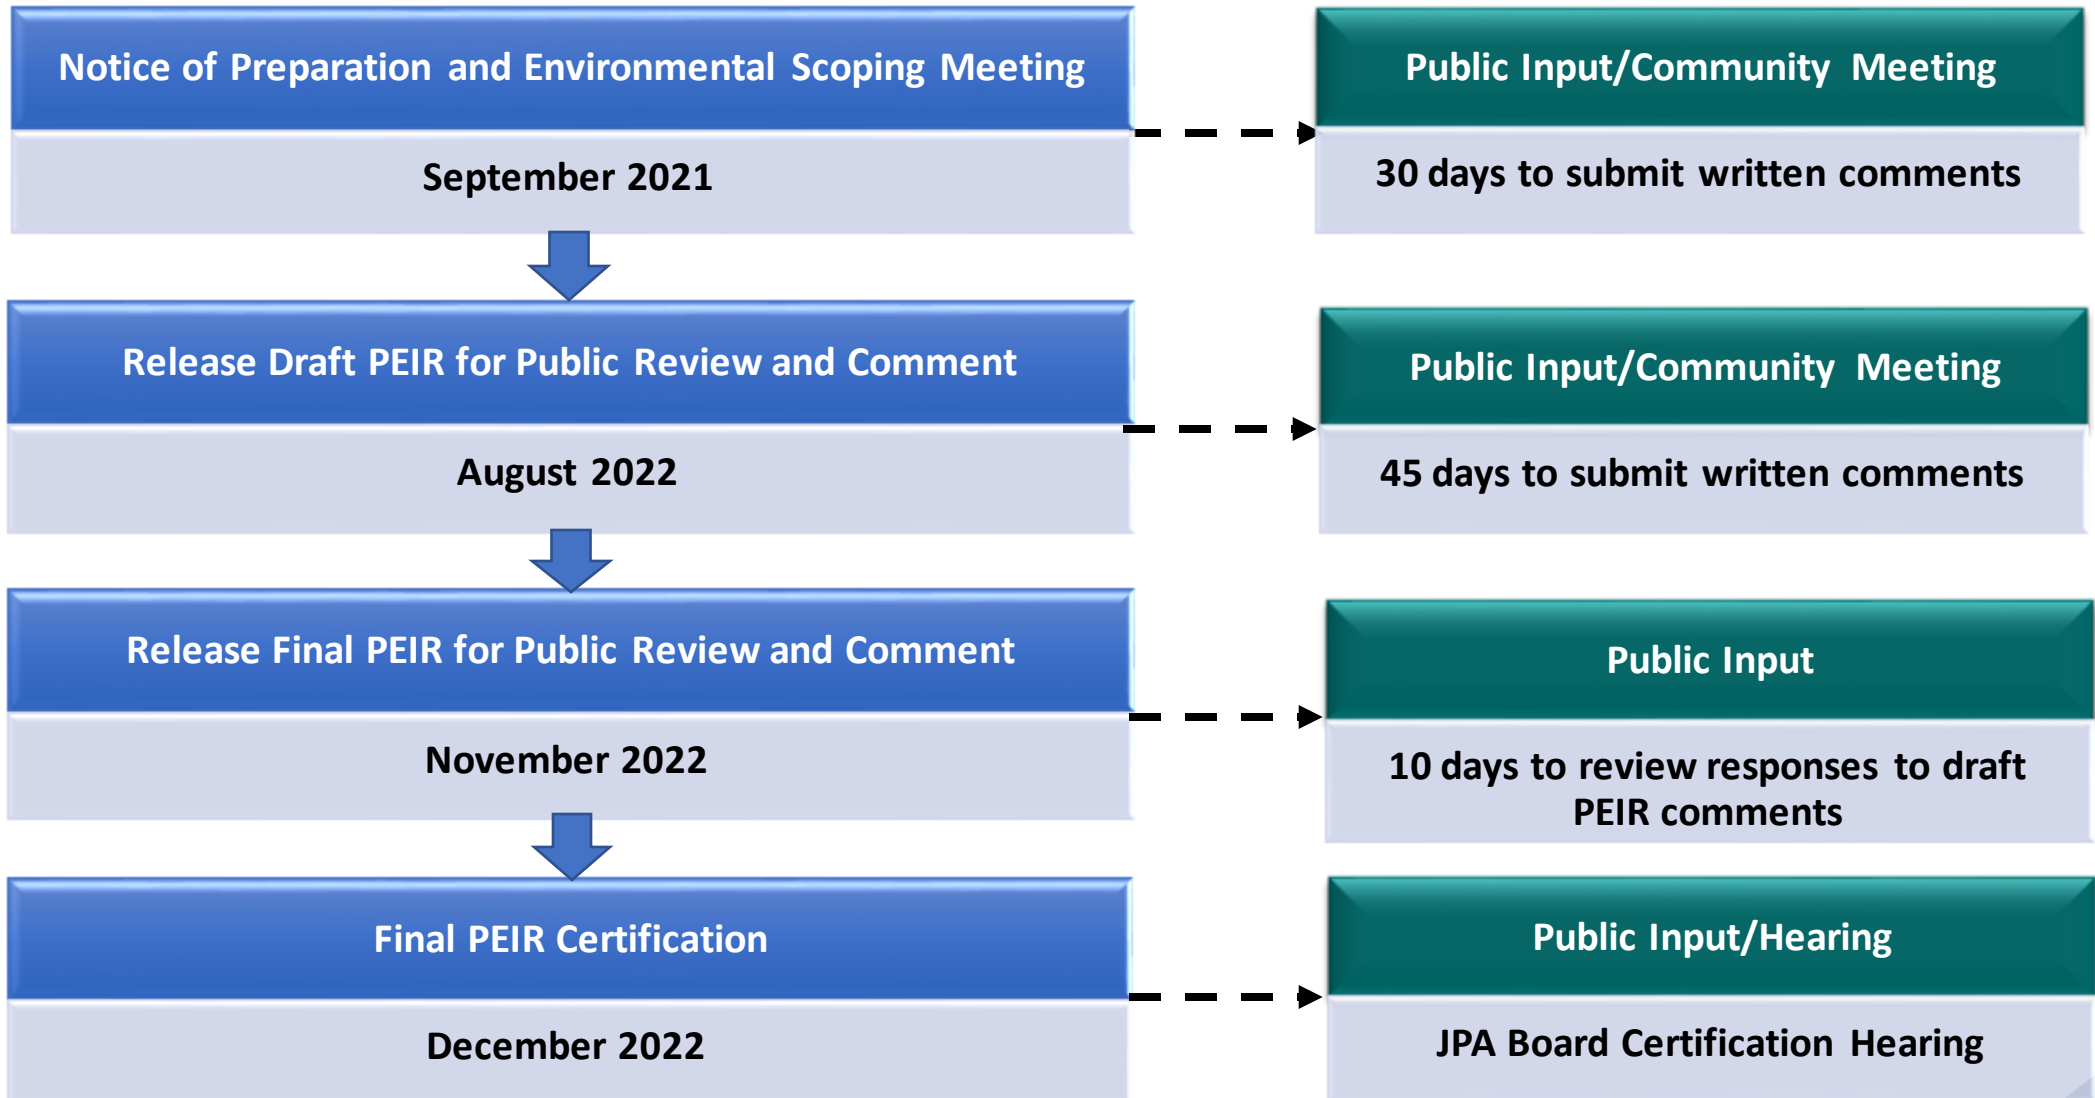 Notice of Preparation and Environmental Scoping Meeting
September 2021
Public Input/Community Meeting
30 days to submit written comments
Release Draft PEIR for Public Review and Comment
August 2022
Public Input/Community Meeting
45 days to submit written comments
Release Final PEIR for Public Review and Comment
November 2022
Public Input
10 days to review responses to draft
PEIR comments
Final PEIR Certification
December 2022
Public Input/Hearing
JPA Board Certification Hearing